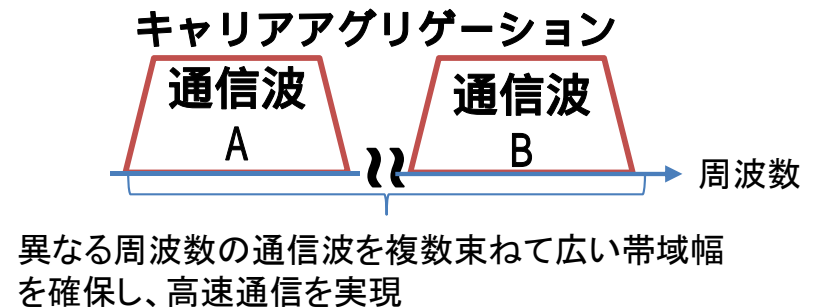 キャリアアグリゲーション
通信波 通信波
A B
周波数
異なる周波数の通信波を複数束ねて広い帯域幅
を確保し、高速通信を実現